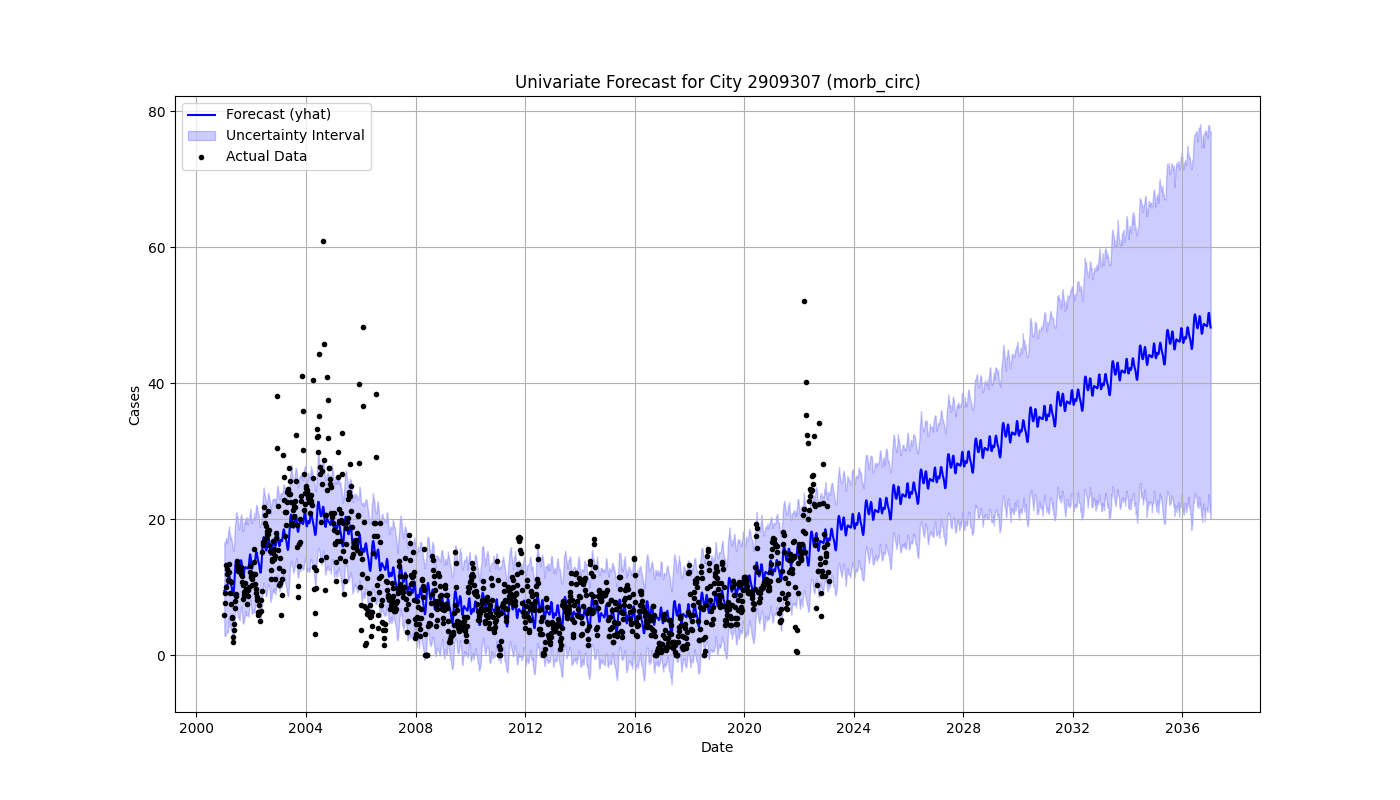 Univariate Forecast for City 2909307 (morb_circ)
Forecast (yhat)
Uncertainty Interval
Actual Data
80
60
40
20
0
Cases
2000 2004 2008 2012 2016 2020 2024 2028 2032 2036
Date